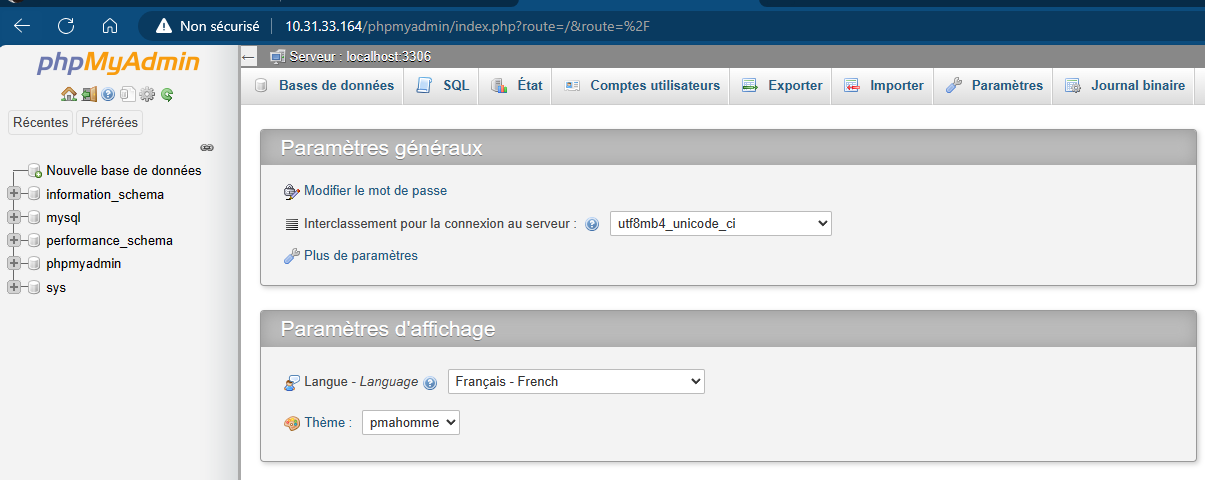 Non sécurisé 10.31.33.164/phpmyadmin/index.php?route=/&route=%2F
phpMyAdmin
Récentes Préférées
Nouvelle base de données
information_schema
mysql
performance_schema
phpmyadmin
sys
Serveur : localhost:3306
Bases de données SQL État Comptes utilisateurs Exporter Importer Paramètres Journal binaire
Paramètres généraux
Modifier le mot de passe
Interclassement pour la connexion au serveur : utf8mb4_unicode_ci
Plus de paramètres
Paramètres d'affichage
Langue - Language Français - French
Thème : pmahomme